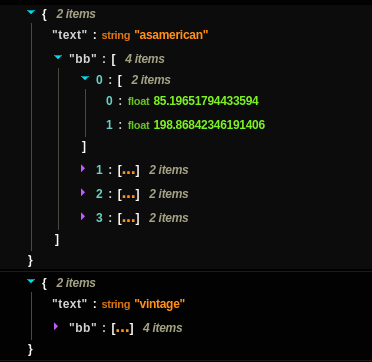 { 2 items
"text" : string "asamerican"
"bb" : [ 4 items
0 : [ 2 items
0 : float 85.19651794433594
1 : float 198.86842346191406
]
1 : [...] 2 items
2 : [...] 2 items
3 : [...] 2 items
]
}
{ 2 items
"text" : string "vintage"
"bb" : [...] 4 items
}